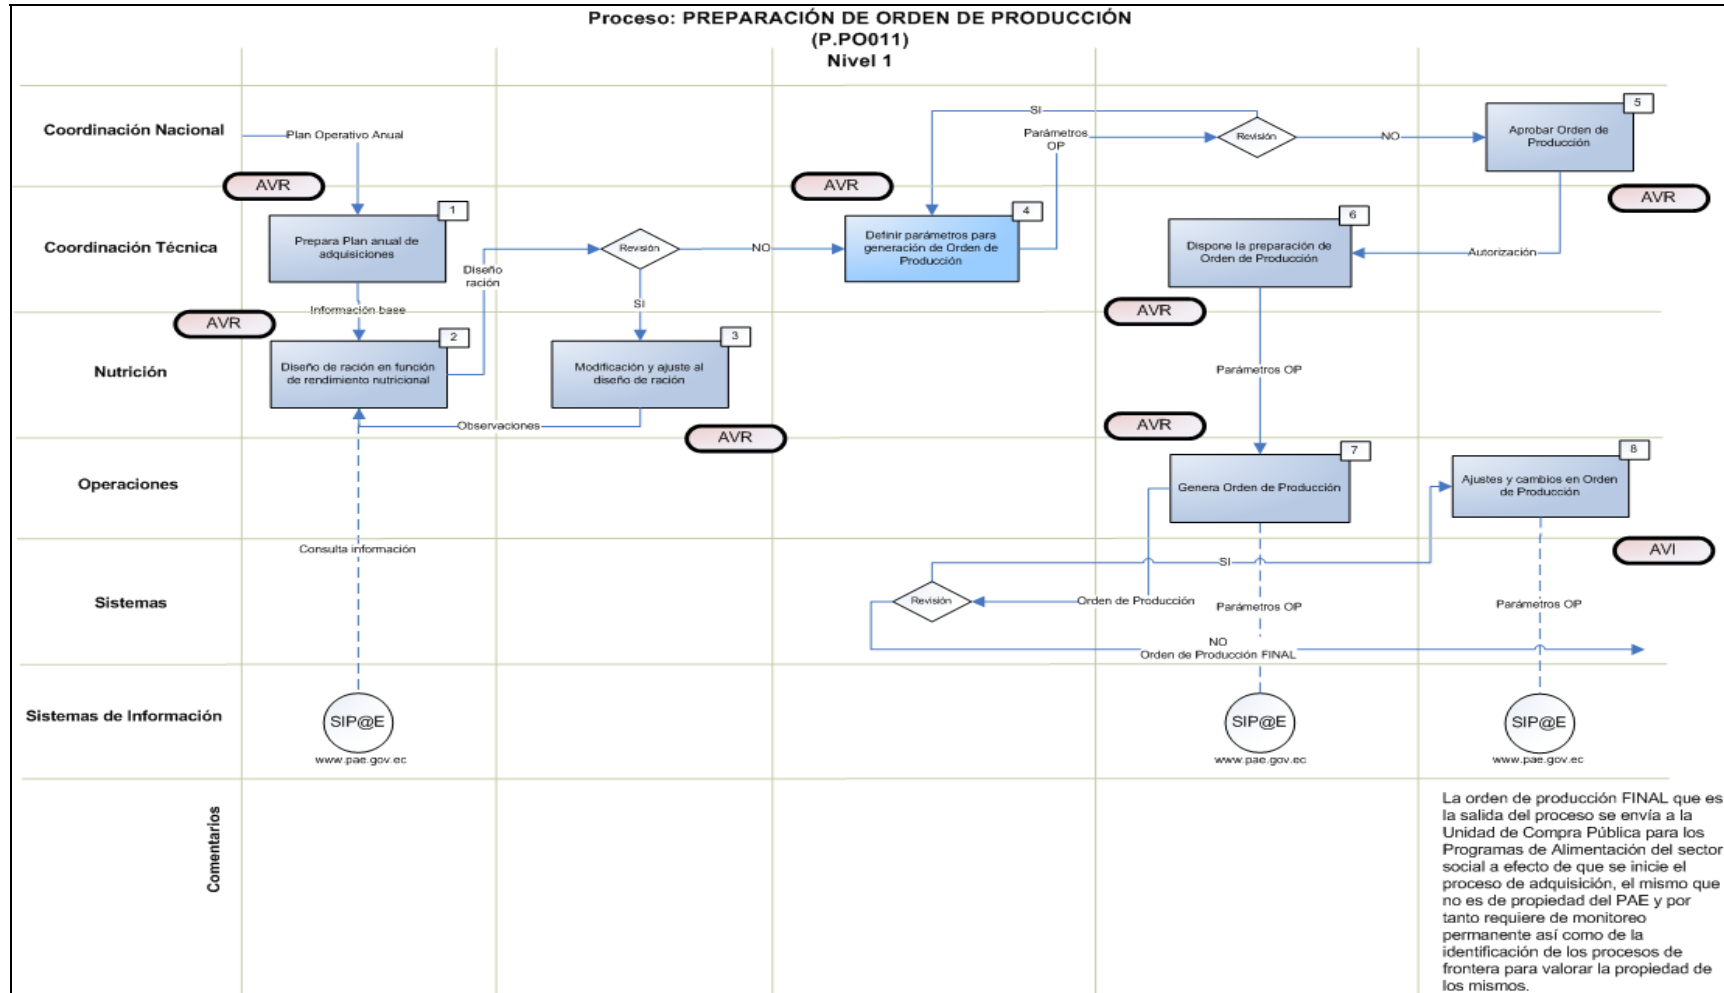 Proceso: PREPARACIÓN DE ORDEN DE PRODUCCIÓN
(P.PO011)
Nivel 1
Coordinación Nacional
Plan Operativo Anual
SI
Parámetros
OP
Revisión
NO
5
Aprobar Orden de
Producción
AVR
AVR
AVR
Coordinación Técnica
1
Prepara Plan anual de
adquisiciones
Diseño
ración
Revisión
NO
4
Definir parámetros para
generación de Orden de
Producción
6
Dispone la preparación de
Orden de Producción
Autorización
Información base
SI
AVR
AVR
Nutrición
2
Diseño de ración en función
de rendimiento nutricional
3
Modificación y ajuste al
diseño de ración
Parámetros OP
Observaciones
AVR
AVR
Operaciones
7
Genera Orden de Producción
8
Ajustes y cambios en Orden
de Producción
Consulta información
AVI
SI
Sistemas
Revisión
Orden de Producción
Parámetros OP
Parámetros OP
NO
Orden de Producción FINAL
Sistemas de Información
SIP@E
www.pae.gov.ec
SIP@E
www.pae.gov.ec
SIP@E
www.pae.gov.ec
Comentarios
La orden de producción FINAL que es
la salida del proceso se envía a la
Unidad de Compra Pública para los
Programas de Alimentación del sector
social a efecto de que se inicie el
proceso de adquisición, el mismo que
no es de propiedad del PAE y por
tanto requiere de monitoreo
permanente así como de la
identificación de los procesos de
frontera para valorar la propiedad de
los mismos.